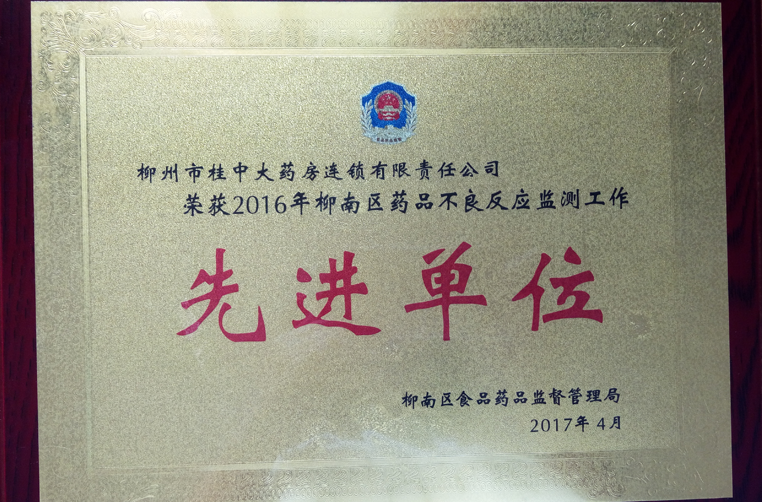 柳州市桂中大药房连锁有限责任公司
荣获2016年柳南区药品不良反应监测工作
先进单位
柳南区食品药品监督管理局
2017年4月